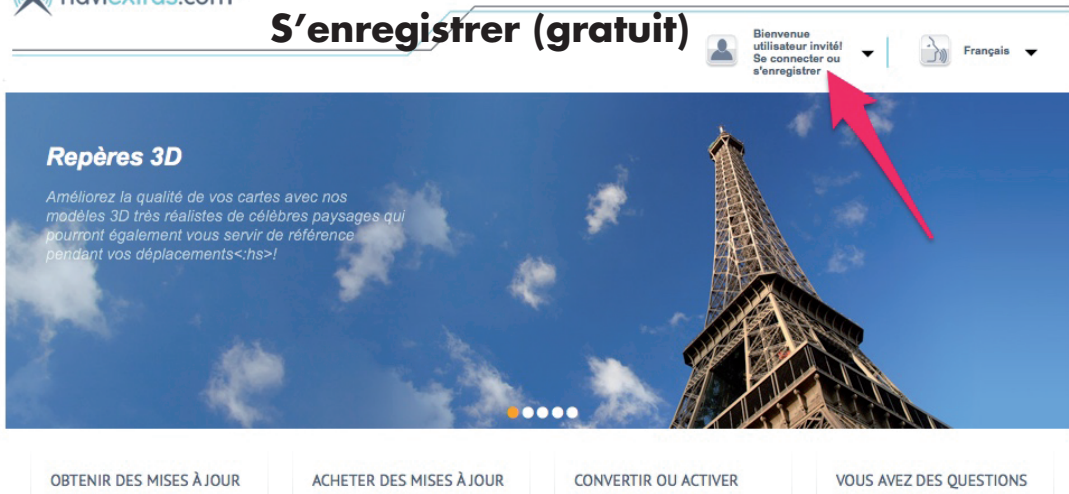 naviextras.com
S’enregistrer (gratuit)
Bienvenue
utilisateur invité!
Se connecter ou
s'enregistrer
Français
Repères 3D
Améliorez la qualité de vos cartes avec nos
modèles 3D très réalistes de célèbres paysages qui
pourront également vous servir de référence
pendant vos déplacements<:hs>!
OBTENIR DES MISES À JOUR
ACHETER DES MISES À JOUR
CONVERTIR OU ACTIVER
VOUS AVEZ DES QUESTIONS